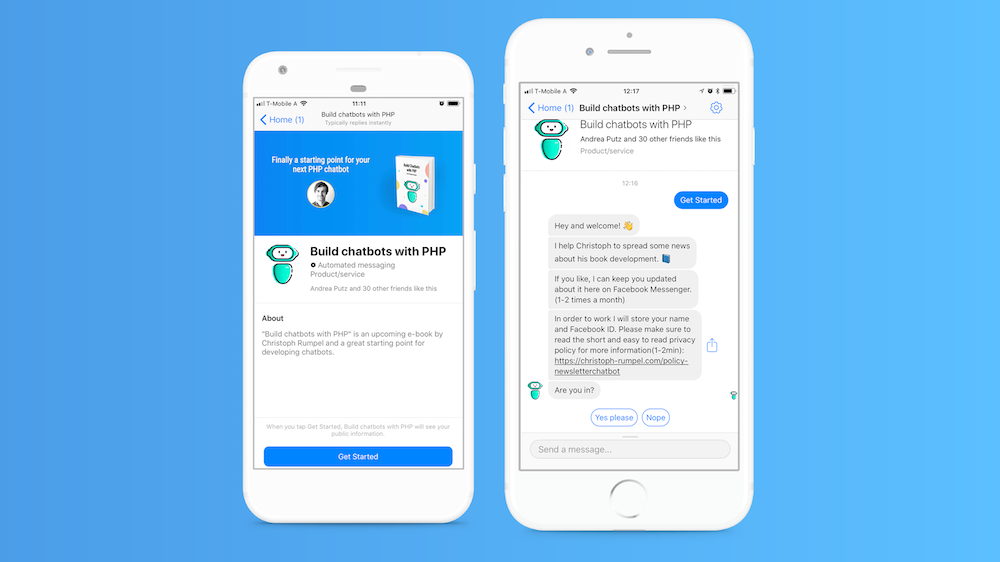 T-Mobile A
11:11
Home (1)
Build chatbots with PHP
Typically replies instantly
Finally a starting point for your
next PHP chatbot
Build Chatbots
with PHP
Build chatbots with PHP
Automated messaging
Product/service
Andrea Putz and 30 other friends like this
About
"Build chatbots with PHP" is an upcoming e-book by
Christoph Rumpel and a great starting point for
developing chatbots.
When you tap Get Started, Build chatbots with PHP will see your
public information.
Get Started
T-Mobile A
12:17
Home (1)
Build chatbots with PHP
Build chatbots with PHP
Andrea Putz and 30 other friends like this
Product/service
12:16
Get Started
Hey and welcome! 👋
I help Christoph to spread some news
about his book development. 📘
If you like, I can keep you updated
about it here on Facebook Messenger.
(1-2 times a month)
In order to work I will store your name
and Facebook ID. Please make sure to
read the short and easy to read privacy
policy for more information(1-2min):
https://christoph-rumpel.com/policy-
newsletterchatbot
Are you in?
Yes please
Nope
Send a message...